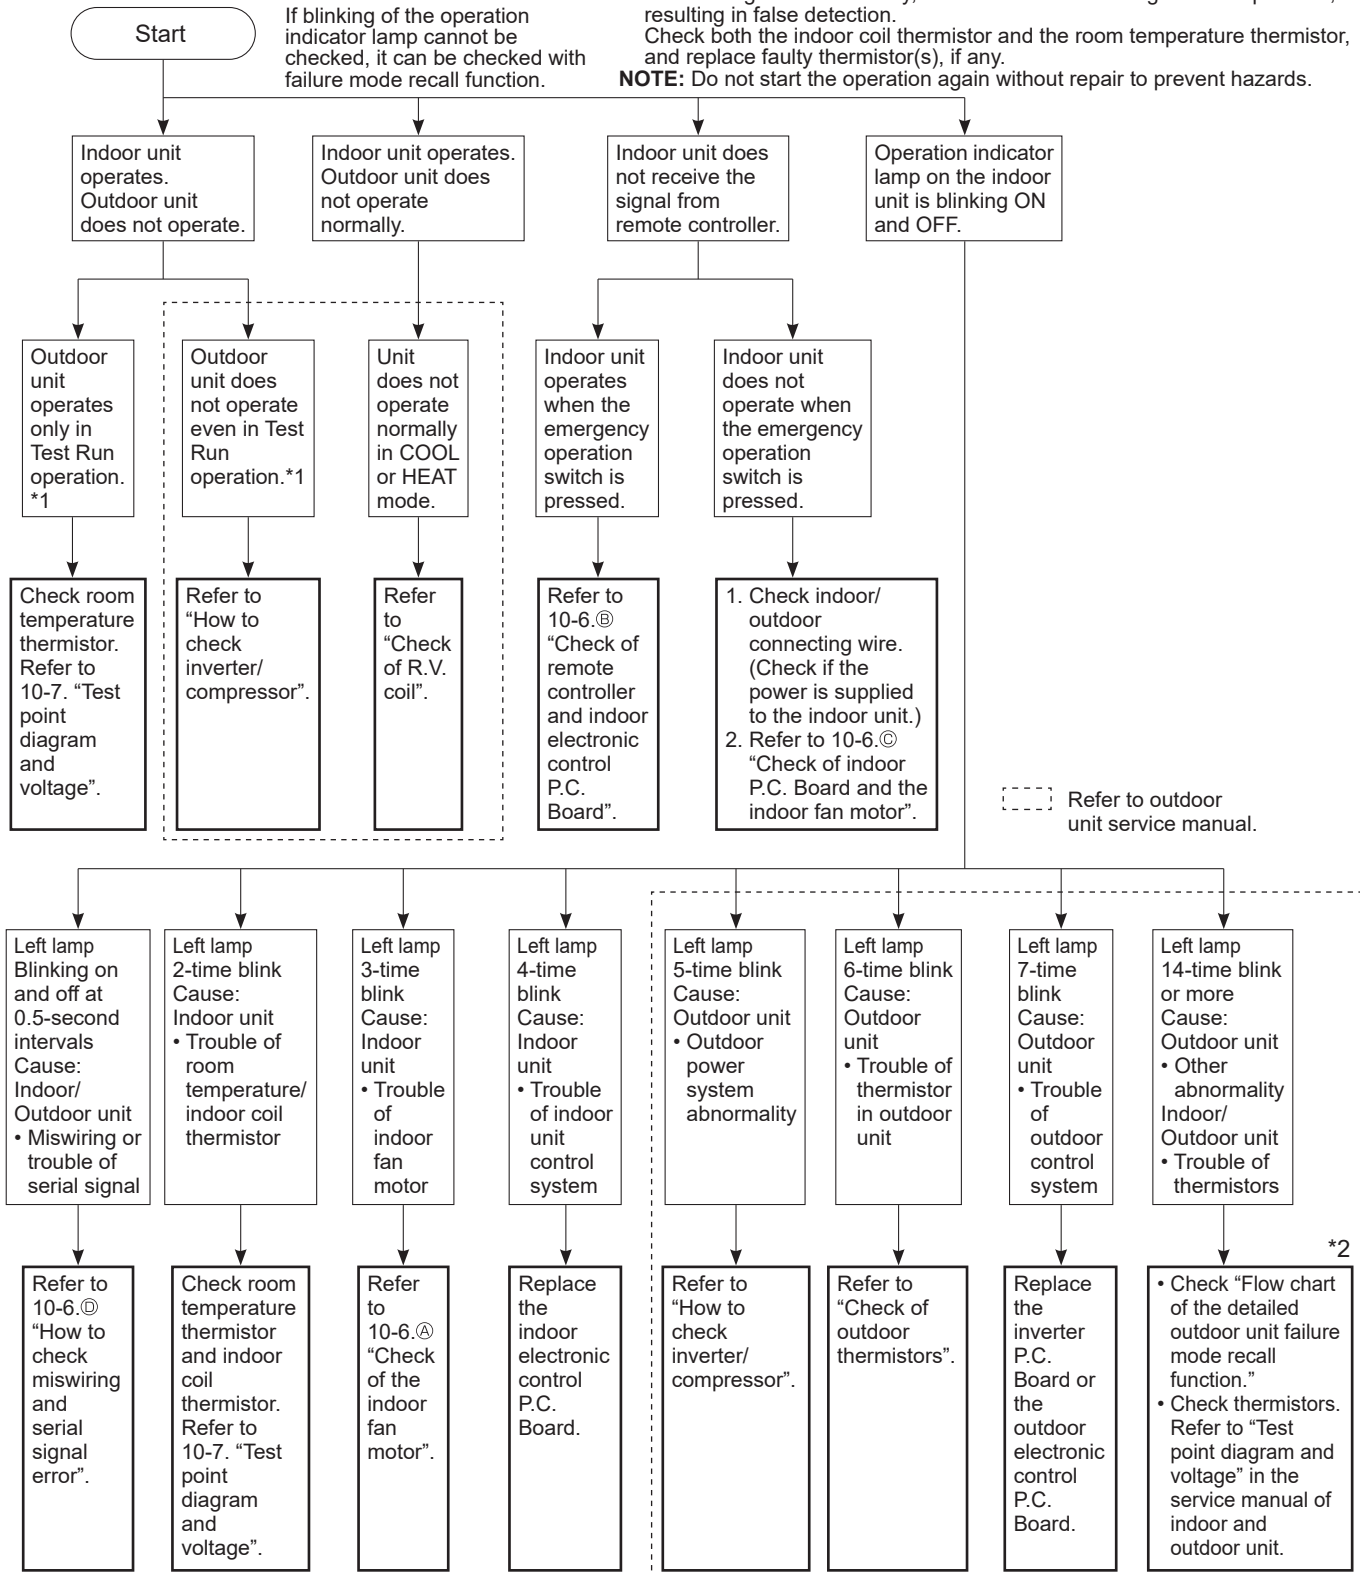 Start
If blinking of the operation
indicator lamp cannot be
checked, it can be checked with
failure mode recall function.
resulting in false detection.
Check both the indoor coil thermistor and the room temperature thermistor,
and replace faulty thermistor(s), if any.
NOTE: Do not start the operation again without repair to prevent hazards.
Indoor unit
operates.
Outdoor unit
does not operate.
Indoor unit operates.
Outdoor unit does
not operate
normally.
Indoor unit does
not receive the
signal from
remote controller.
Operation indicator
lamp on the indoor
unit is blinking ON
and OFF.
Outdoor
unit
operates
only in
Test Run
operation.
*1
Outdoor
unit does
not operate
even in Test
Run
operation.*1
Unit
does not
operate
normally
in COOL
or HEAT
mode.
Indoor unit
operates
when the
emergency
operation
switch is
pressed.
Indoor unit
does not
operate when
the emergency
operation
switch is
pressed.
Check room
temperature
thermistor.
Refer to
10-7. “Test
point
diagram
and
voltage”.
Refer to
“How to
check
inverter/
compressor”.
Refer
to
“Check
of R.V.
coil”.
Refer to
10-6.Ⓑ
“Check of
remote
controller
and indoor
electronic
control
P.C.
Board”.
1. Check indoor/
outdoor
connecting wire.
(Check if the
power is supplied
to the indoor unit.)
2. Refer to 10-6.Ⓒ
“Check of indoor
P.C. Board and the
indoor fan motor”.
Refer to outdoor
unit service manual.
Left lamp
Blinking on
and off at
0.5-second
intervals
Cause:
Indoor/
Outdoor unit
• Miswiring or
trouble of
serial signal
Left lamp
2-time blink
Cause:
Indoor unit
• Trouble of
room
temperature/
indoor coil
thermistor
Left lamp
3-time
blink
Cause:
Indoor
unit
• Trouble
of
indoor
fan
motor
Left lamp
4-time
blink
Cause:
Indoor
unit
• Trouble
of indoor
unit
control
system
Left lamp
5-time blink
Cause:
Outdoor unit
• Outdoor
power
system
abnormality
Left lamp
6-time blink
Cause:
Outdoor
unit
• Trouble of
thermistor
in outdoor
unit
Left lamp
7-time
blink
Cause:
Outdoor
unit
• Trouble
of
outdoor
control
system
Left lamp
14-time blink
or more
Cause:
Outdoor unit
• Other
abnormality
Indoor/
Outdoor unit
• Trouble of
thermistors
*2
Refer to
10-6.Ⓓ
“How to
check
miswiring
and
serial
signal
error”.
Check room
temperature
thermistor
and indoor
coil
thermistor.
Refer to
10-7. “Test
point
diagram
and
voltage”.
Refer
to
10-6.Ⓐ
“Check
of the
indoor
fan
motor”.
Replace
the
indoor
electronic
control
P.C.
Board.
Refer to
“How to
check
inverter/
compressor”.
Refer to
“Check of
outdoor
thermistors”.
Replace
the
inverter
P.C.
Board or
the
outdoor
electronic
control
P.C.
Board.
• Check “Flow chart
of the detailed
outdoor unit failure
mode recall
function.”
• Check thermistors.
Refer to “Test
point diagram and
voltage” in the
service manual of
indoor and
outdoor unit.